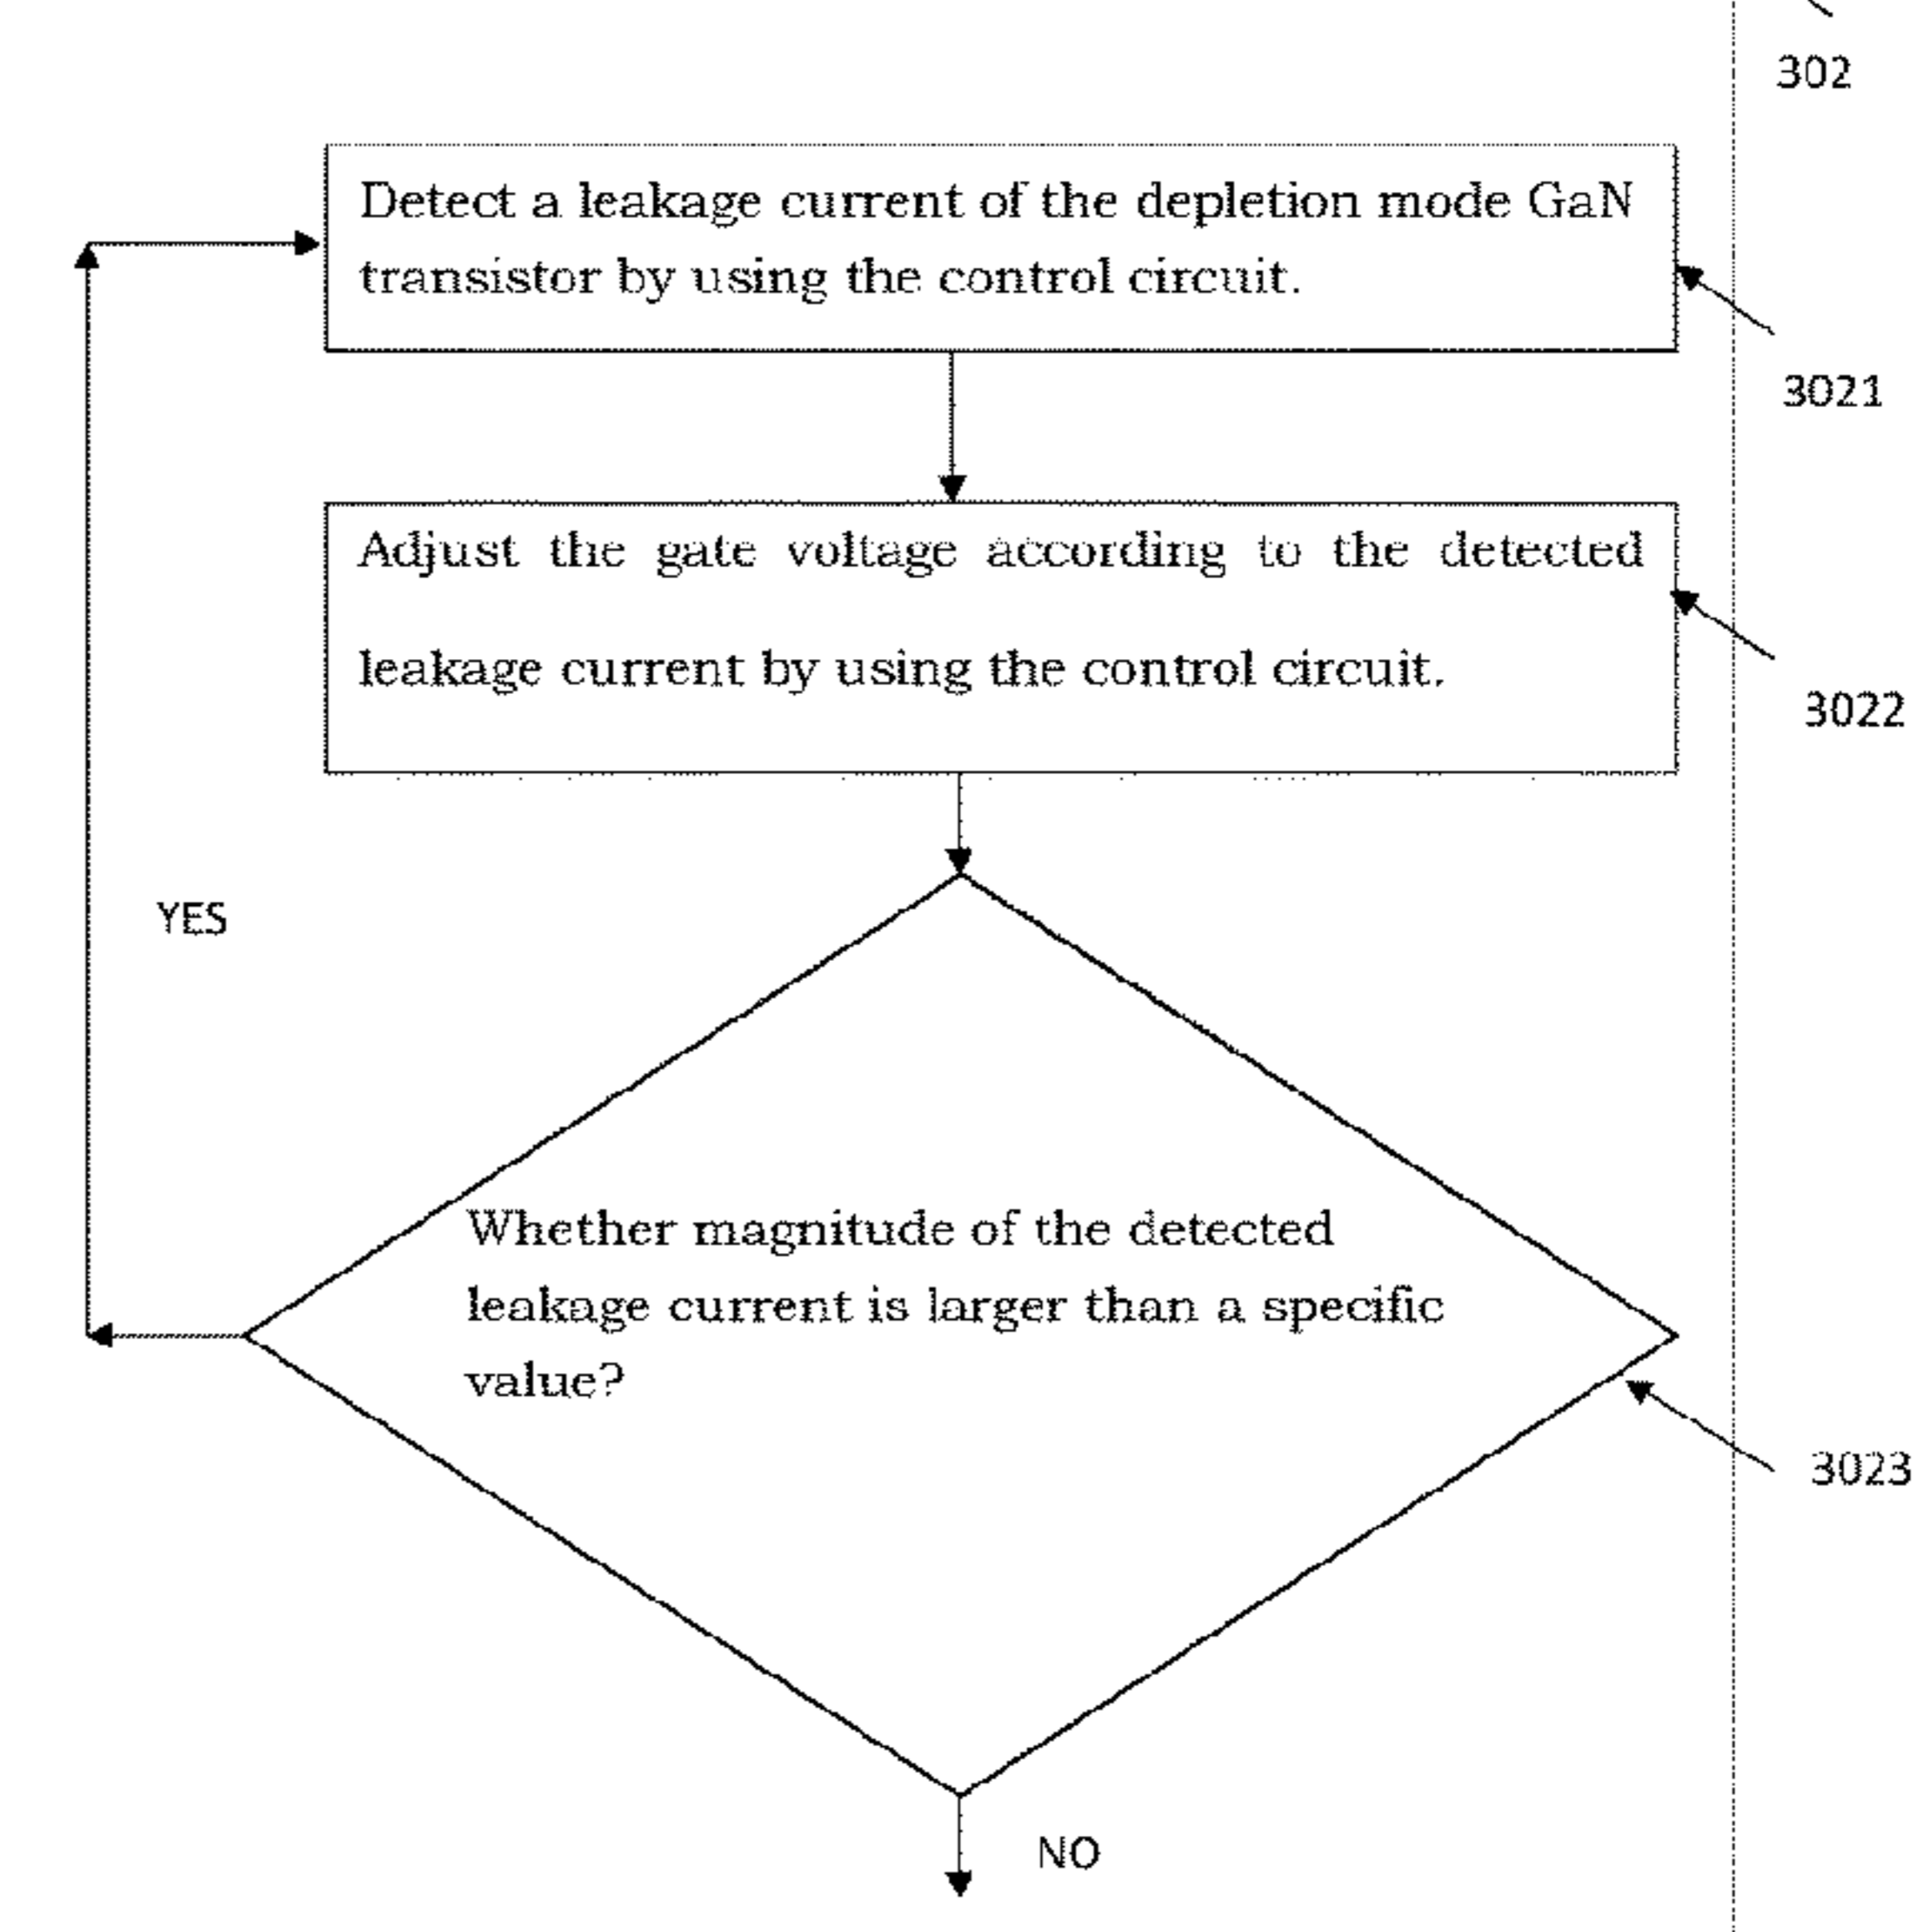 302
Detect a leakage current of the depletion mode GaN
transistor by using the control circuit.
3021
Adjust the gate voltage according to the detected
leakage current by using the control circuit.
3022
YES
Whether magnitude of the detected
leakage current is larger than a specific
value?
3023
NO